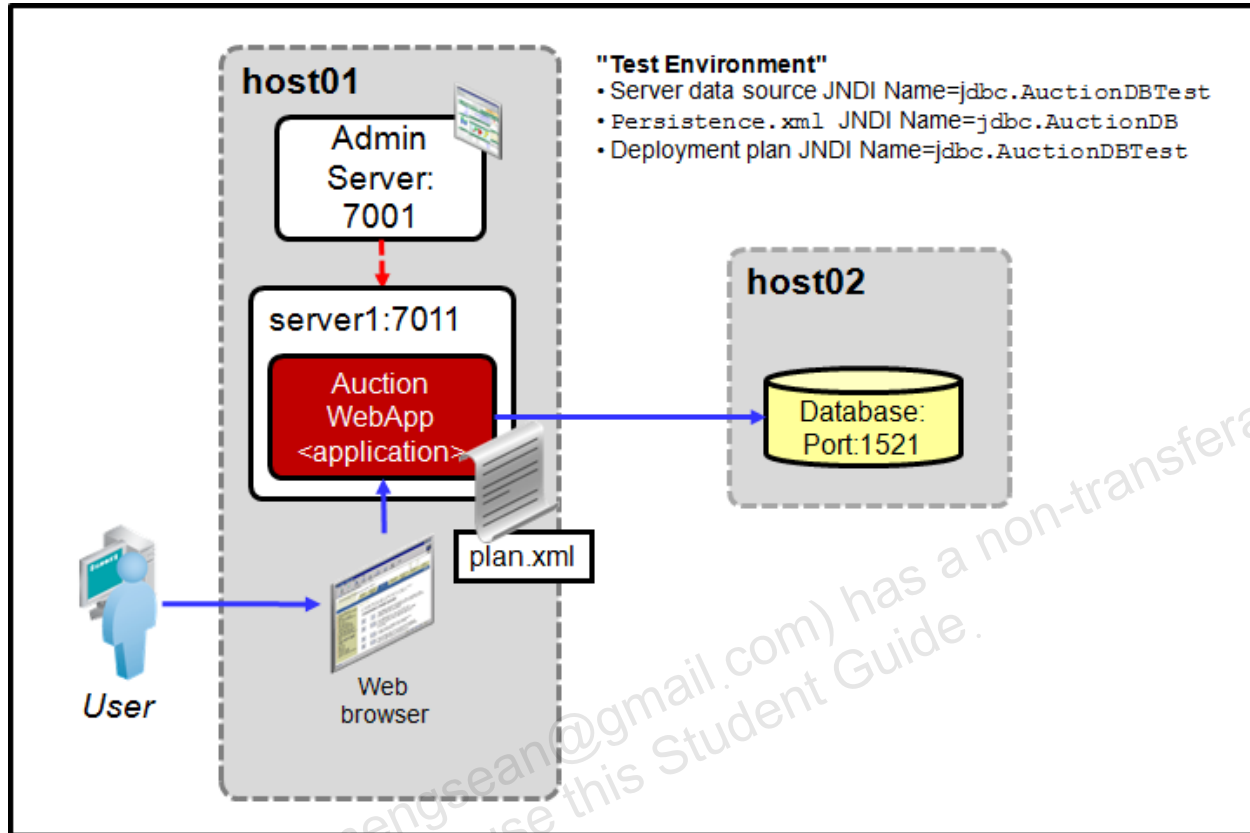 host01
Admin
Server:
7001
server1:7011
Auction
WebApp
<application>
plan.xml
Web
browser
User
"Test Environment"
• Server data source JNDI Name=jdbc.AuctionDBTest
• Persistence.xml JNDI Name=jdbc.AuctionDB
• Deployment plan JNDI Name=jdbc.AuctionDBTest
host02
Database:
Port:1521
engsean@gmail.com) has a non-transfera
use this Student Guide.